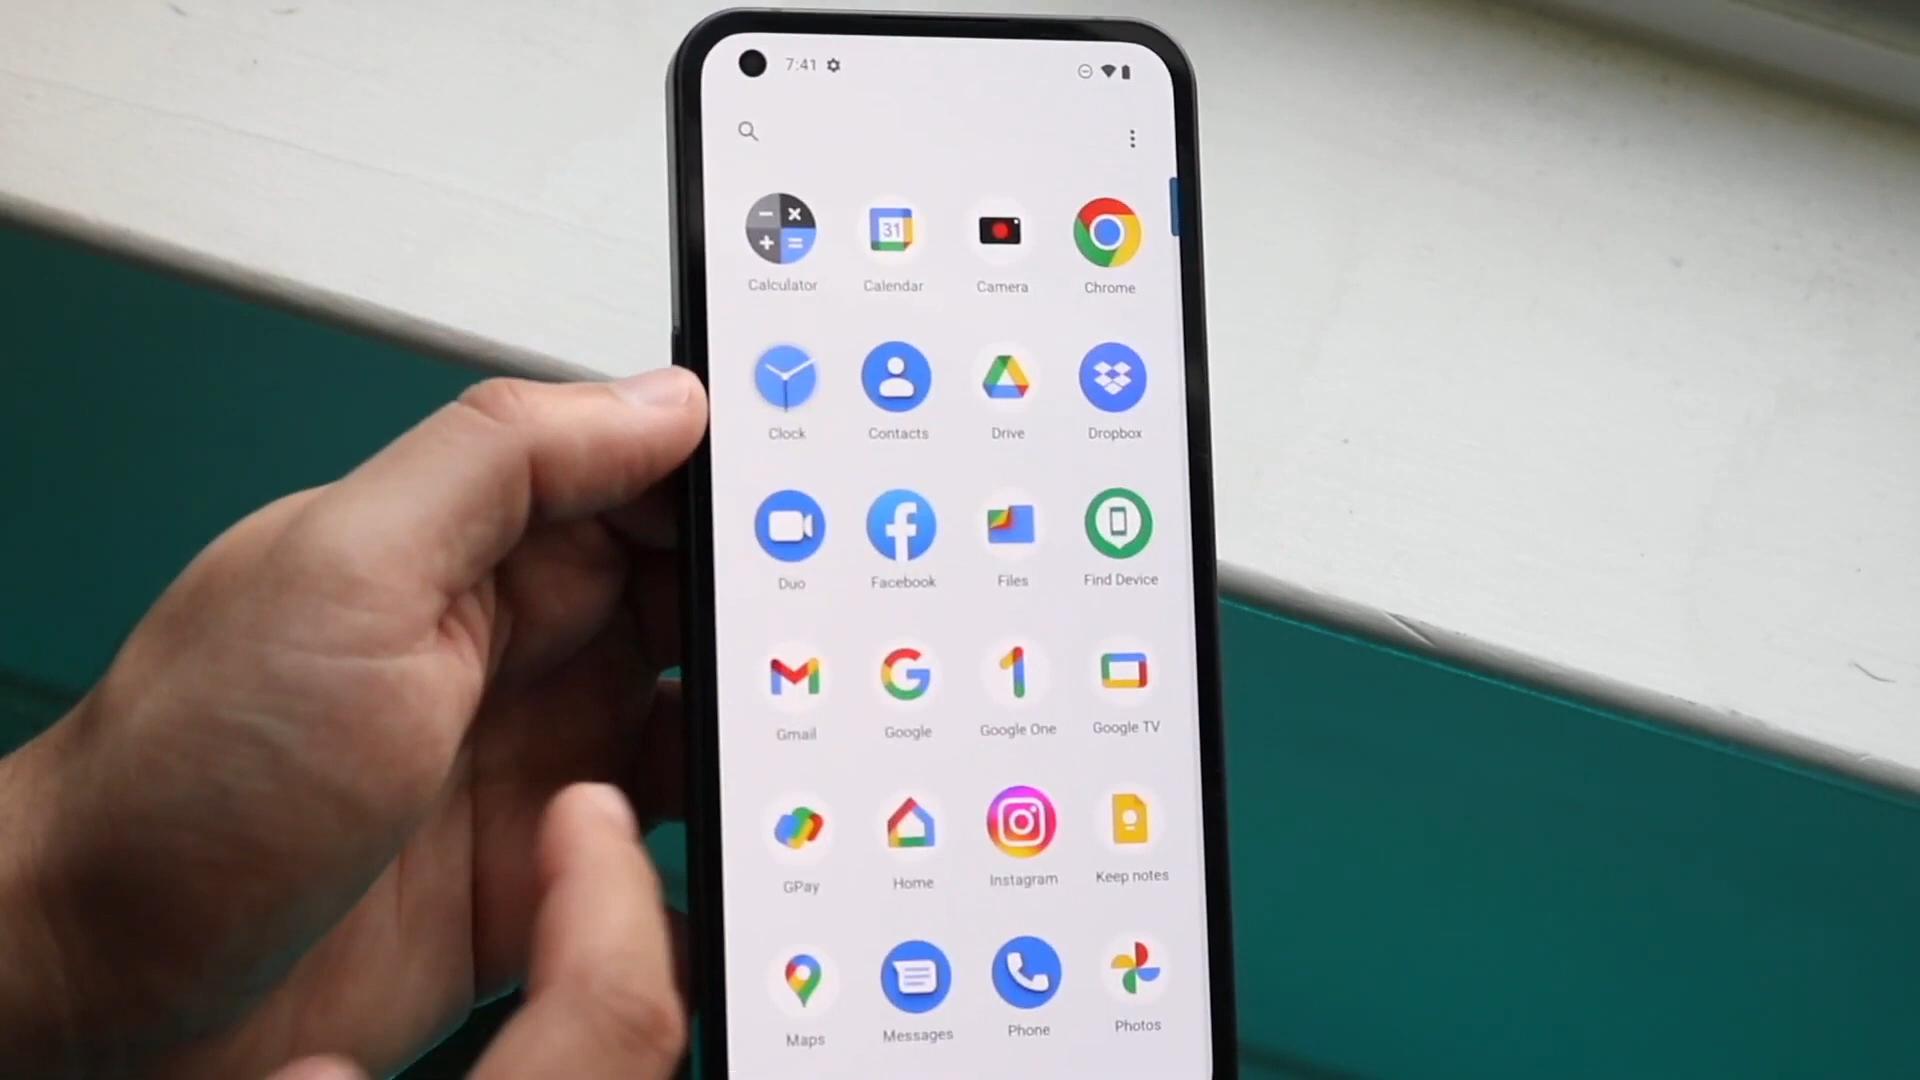 7:41
31
Calculator Calendar Camera Chrome
Clock Contacts Drive Dropbox
Duo Facebook Files Find Device
Gmail Google Google One Google TV
GPay Home Instagram Keep notes
Maps Messages Phone Photos